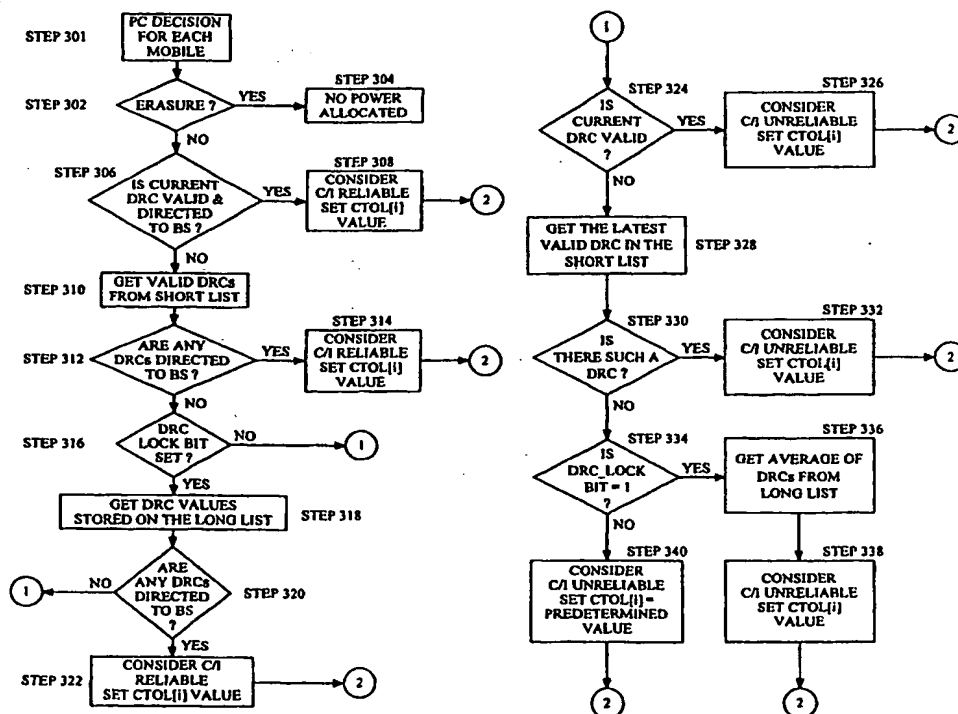 STEP 301
PC DECISION
FOR EACH
MOBILE
STEP 302
ERASURE ?
YES
STEP 304
NO POWER
ALLOCATED
NO
STEP 306
IS CURRENT
DRC VALID &
DIRECTED
TO BS ?
YES
STEP 308
CONSIDER
C/I RELIABLE
SET CTOL[i]
VALUE
2
NO
STEP 310
GET VALID DRCs
FROM SHORT LIST
STEP 312
ARE ANY
DRCs DIRECTED
TO BS ?
YES
STEP 314
CONSIDER
C/I RELIABLE
SET CTOL[i]
VALUE
2
NO
STEP 316
DRC
LOCK BIT
SET ?
NO
1
YES
GET DRC VALUES
STORED ON THE LONG LIST
STEP 318
1
NO
ARE
ANY DRCs
DIRECTED
TO BS
?
STEP 320
YES
STEP 322
CONSIDER C/I
RELIABLE
SET CTOL[i] VALUE
2
1
STEP 324
IS
CURRENT
DRC VALID
?
YES
STEP 326
CONSIDER
C/I UNRELIABLE
SET CTOL[i]
VALUE
2
NO
GET THE LATEST
VALID DRC IN THE
SHORT LIST
STEP 328
STEP 330
IS
THERE SUCH A
DRC ?
YES
STEP 332
CONSIDER
C/I UNRELIABLE
SET CTOL[i]
VALUE
2
NO
STEP 334
IS
DRC_LOCK
BIT = 1
?
YES
STEP 336
GET AVERAGE OF
DRCs FROM
LONG LIST
NO
STEP 340
CONSIDER
C/I UNRELIABLE
SET CTOL[i] =
PREDETERMINED
VALUE
2
STEP 338
CONSIDER
C/I UNRELIABLE
SET CTOL[i]
VALUE
2